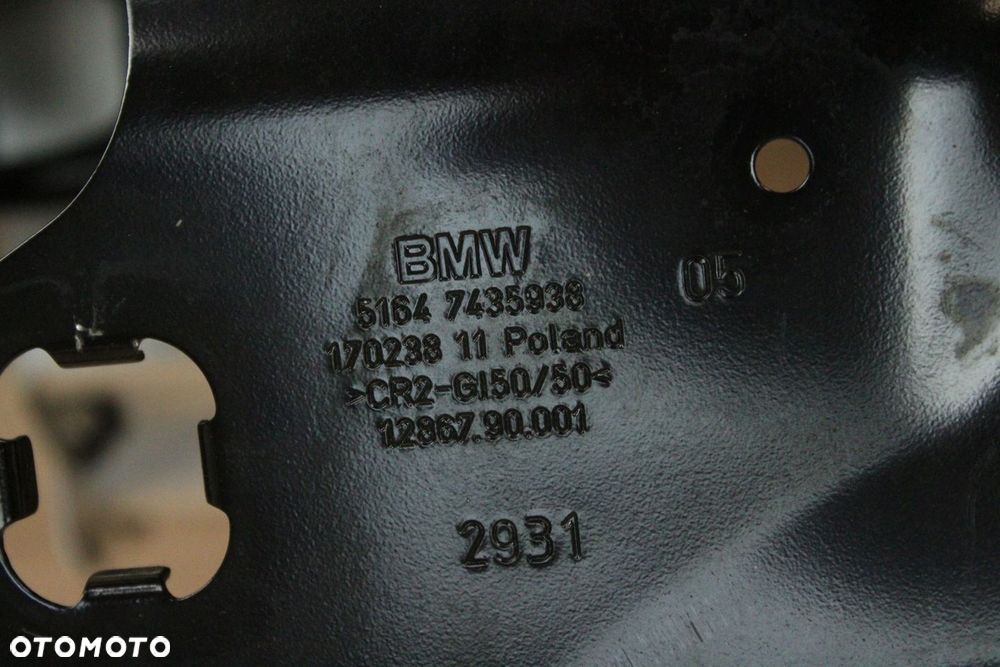 BMW
05
5164 7435938
170238 11 Poland
>CR2-GI50/50<
12867.90.001
2931
OTOMOTO